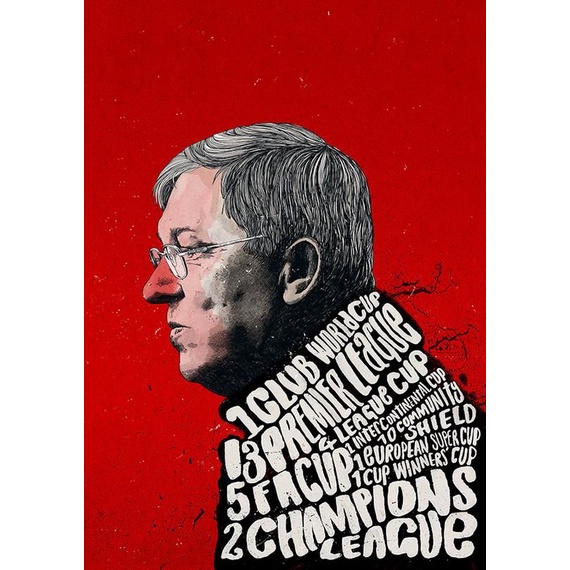 1 CLUB WORLD CUP
13 PREMIER LEAGUE
4 LEAGUE CUP
1 INTERCONTINENTAL CUP
10 COMMUNITY
SHIELD
5 FA CUP
1 EUROPEAN SUPER CUP
1 CUP WINNERS' CUP
2 CHAMPIONS
LEAGUE